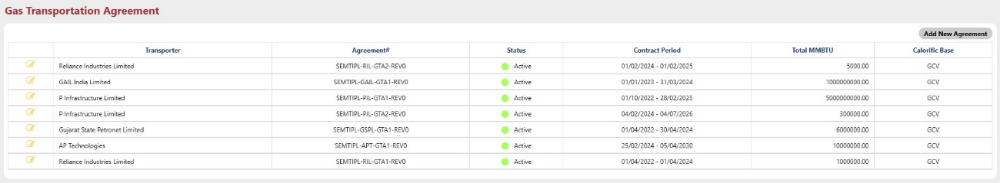 Gas Transportation Agreement
Add New Agreement
Transporter Agreement# Status Contract Period Total MMBTU Calorific Base
Reliance Industries Limited SEMTIPL-RIL-GTA2-REV0 Active 01/02/2024 - 01/02/2025 5000.00 GCV
GAIL India Limited SEMTIPL-GAIL-GTA1-REV0 Active 01/01/2023 - 31/03/2024 1000000000.00 GCV
P Infrastructure Limited SEMTIPL-PIL-GTA1-REV0 Active 01/10/2022 - 28/02/2025 5000000000.00 GCV
P Infrastructure Limited SEMTIPL-PIL-GTA2-REV0 Active 04/02/2024 - 04/07/2026 300000.00 GCV
Gujarat State Petronet Limited SEMTIPL-GSPL-GTA1-REV0 Active 01/04/2022 - 30/04/2024 6000000.00 GCV
AP Technologies SEMTIPL-APT-GTA1-REV0 Active 25/02/2024 - 05/04/2030 10000000.00 GCV
Reliance Industries Limited SEMTIPL-RIL-GTA1-REV0 Active 01/04/2022 - 01/04/2024 1000000.00 GCV